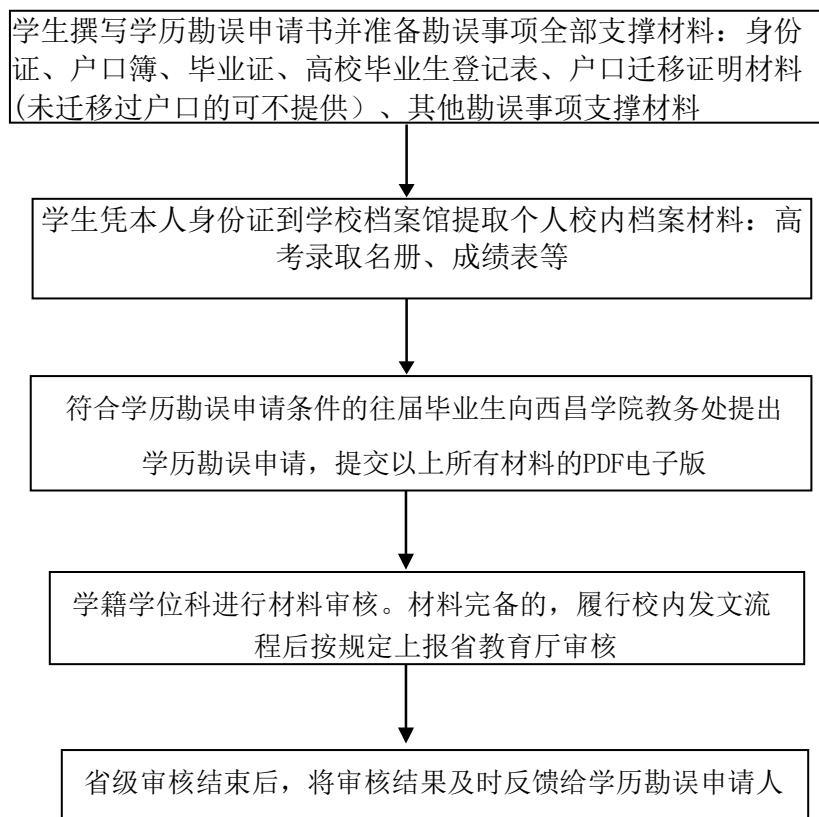 学生撰写学历勘误申请书并准备勘误事项全部支撑材料：身份
证、户口簿、毕业证、高校毕业生登记表、户口迁移证明材料
(未迁移过户口的可不提供）、其他勘误事项支撑材料
学生凭本人身份证到学校档案馆提取个人校内档案材料：高
考录取名册、成绩表等
符合学历勘误申请条件的往届毕业生向西昌学院教务处提出
学历勘误申请，提交以上所有材料的PDF电子版
学籍学位科进行材料审核。材料完备的，履行校内发文流
程后按规定上报省教育厅审核
省级审核结束后，将审核结果及时反馈给学历勘误申请人